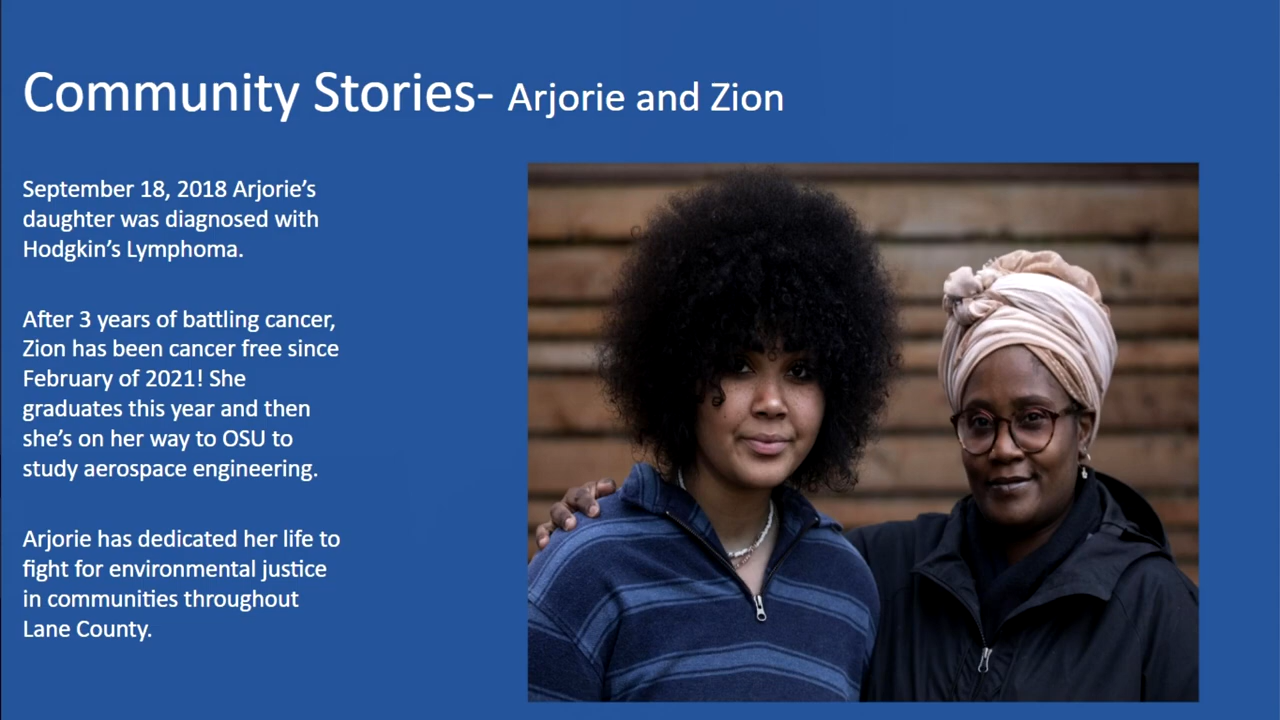 Community Stories- Arjorie and Zion
September 18, 2018 Arjorie’s
daughter was diagnosed with
Hodgkin’s Lymphoma.
After 3 years of battling cancer,
Zion has been cancer free since
February of 2021! She
graduates this year and then
she’s on her way to OSU to
study aerospace engineering.
Arjorie has dedicated her life to
fight for environmental justice
in communities throughout
Lane County.